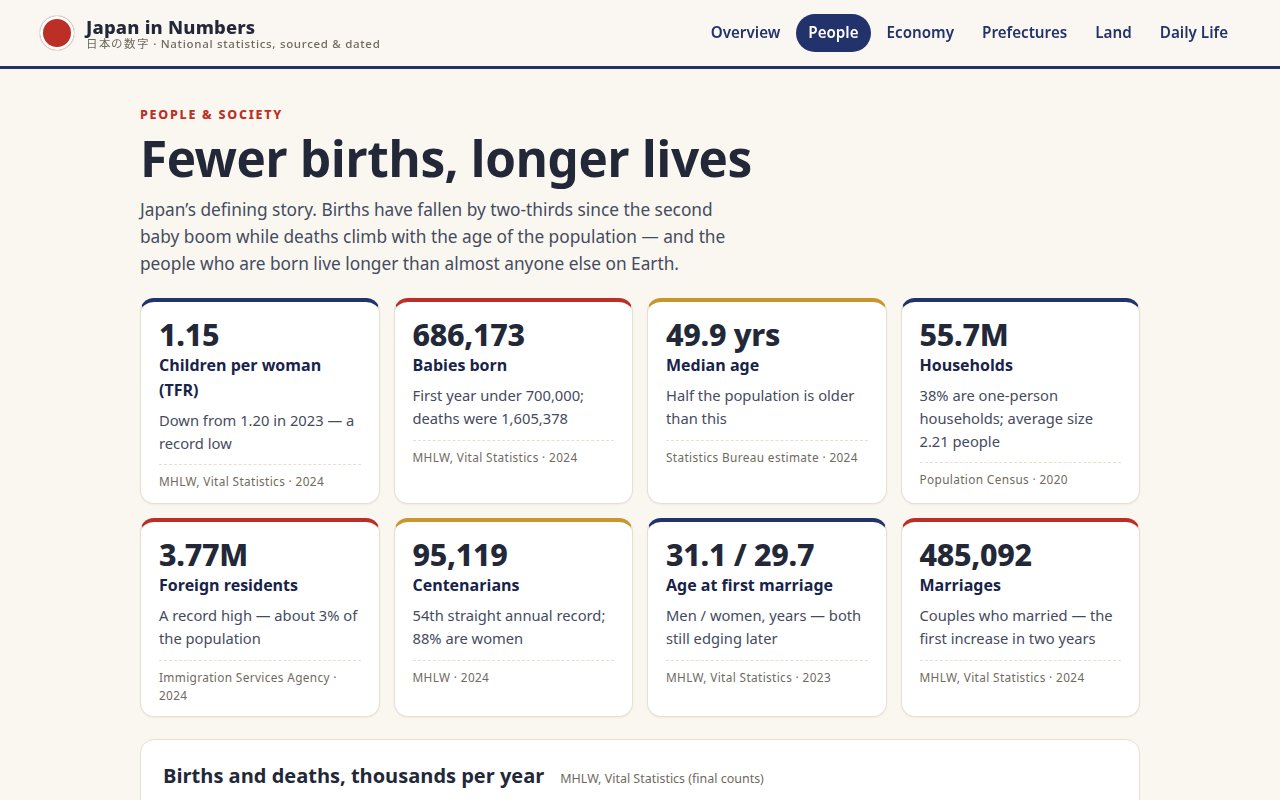 Japan in Numbers
日本の数字 · National statistics, sourced & dated
Overview
People
Economy
Prefectures
Land
Daily Life
PEOPLE & SOCIETY
Fewer births, longer lives
Japan’s defining story. Births have fallen by two-thirds since the second
baby boom while deaths climb with the age of the population — and the
people who are born live longer than almost anyone else on Earth.
1.15
Children per woman
(TFR)
Down from 1.20 in 2023 — a
record low
MHLW, Vital Statistics · 2024
686,173
Babies born
First year under 700,000;
deaths were 1,605,378
MHLW, Vital Statistics · 2024
49.9 yrs
Median age
Half the population is older
than this
Statistics Bureau estimate · 2024
55.7M
Households
38% are one-person
households; average size
2.21 people
Population Census · 2020
3.77M
Foreign residents
A record high — about 3% of
the population
Immigration Services Agency ·
2024
95,119
Centenarians
54th straight annual record;
88% are women
MHLW · 2024
31.1 / 29.7
Age at first marriage
Men / women, years — both
still edging later
MHLW, Vital Statistics · 2023
485,092
Marriages
Couples who married — the
first increase in two years
MHLW, Vital Statistics · 2024
Births and deaths, thousands per year
MHLW, Vital Statistics (final counts)